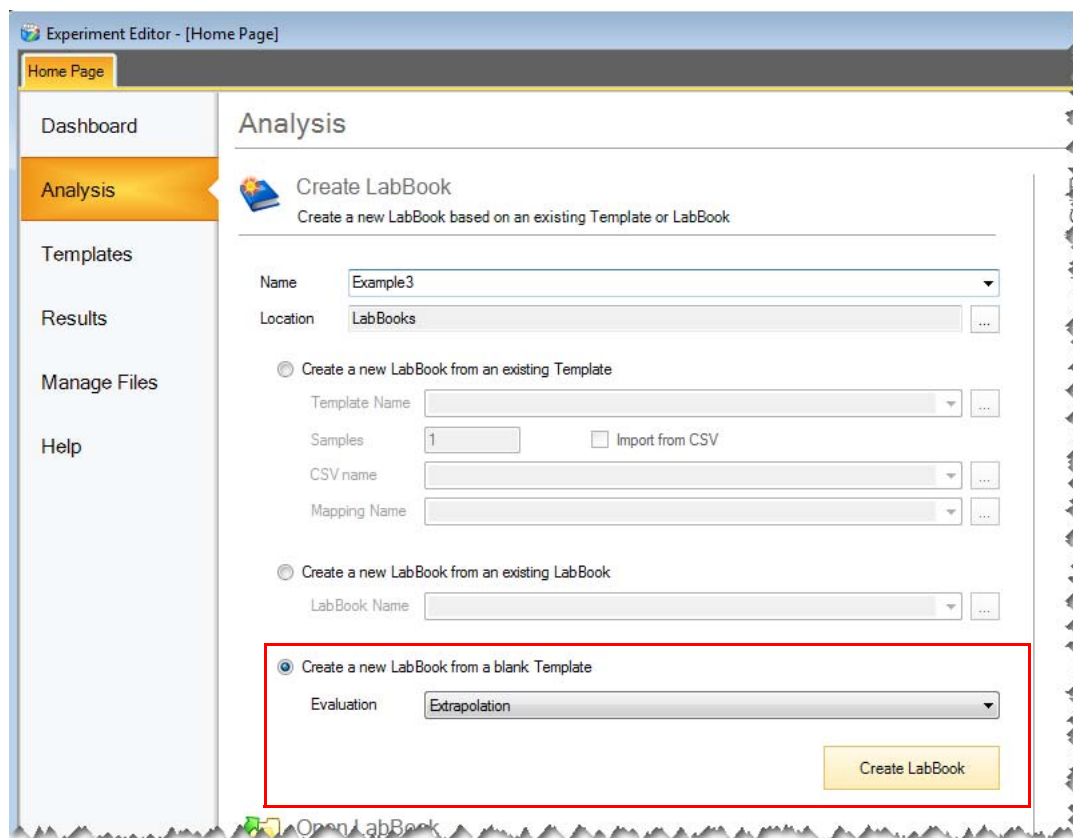 Experiment Editor - [Home Page]
Home Page
Dashboard
Analysis
Templates
Results
Manage Files
Help
Analysis
Create LabBook
Create a new LabBook based on an existing Template or LabBook
Name Example3
Location LabBooks ...
Create a new LabBook from an existing Template
Template Name ...
Samples 1 Import from CSV
CSV name ...
Mapping Name ...
Create a new LabBook from an existing LabBook
LabBook Name ...
Create a new LabBook from a blank Template
Evaluation Extrapolation
Create LabBook
Open LabBook